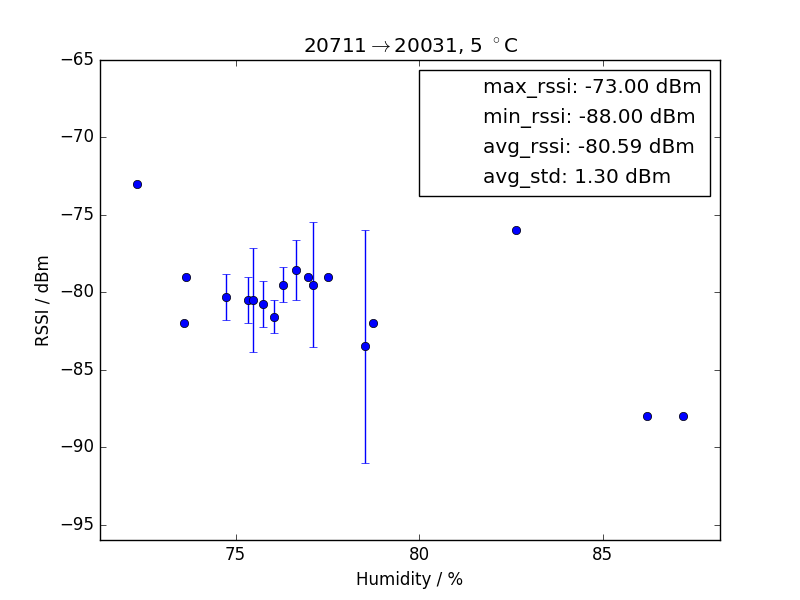 20711→20031, 5 °C
−65
−70
−75
−80
−85
−90
−95
RSSI / dBm
max_rssi: -73.00 dBm
min_rssi: -88.00 dBm
avg_rssi: -80.59 dBm
avg_std: 1.30 dBm
75
80
85
Humidity / %